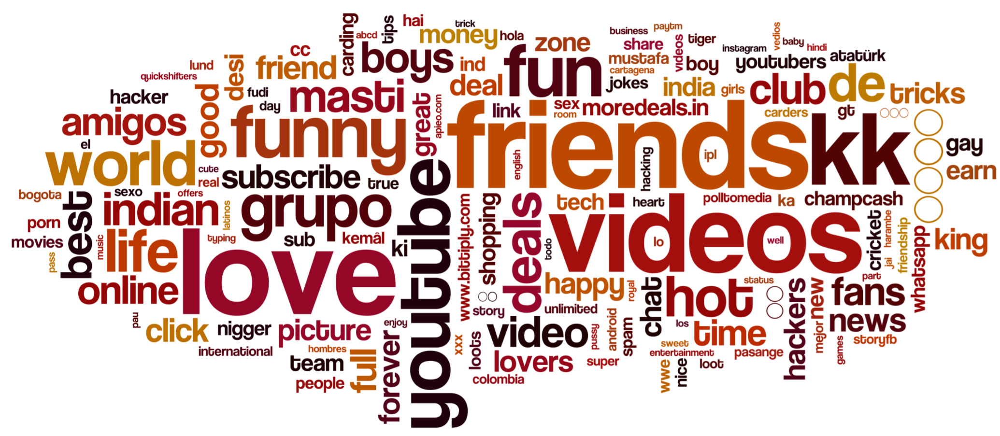 carding
tips
hai
trick
abcd
money
hola
zone
business
paytm
share
videos
tiger
vedios
baby
instagram
hindi
cc
boys
fun
mustafa
boy
youtubers
atatürk
lund
desi
friend
ind
cartagena
quickshifters
deal
jokes
india
girls
club
de
tricks
hacker
good
fudi
masti
day
great
apieo.com
link
sex
room
moredeals.in
carders
gt
amigos
funny
friends
kk
el
world
english
hacking
ipl
gay
cute
real
subscribe
true
youtube
earn
bogota
best
sexo
offers
indian
latinos
grupo
www.bittiply.com
shopping
deals
tech
heart
polltomedia
ka
champcash
porn
videos
cricket
harambe
friendship
movies
music
life
typing
sub
kemâl
ki
todo
lo
well
whatsapp
king
pass
love
jai
online
happy
royal
chat
hot
status
part
hackers
new
fans
story
unlimited
pau
click
nigger
picture
enjoy
forever
video
pussy
android
spam
los
time
mejor
news
international
hombres
full
xxx
loots
sweet
games
storyfb
team
lovers
super
entertainment
pasange
people
colombia
wwe
nice
loot